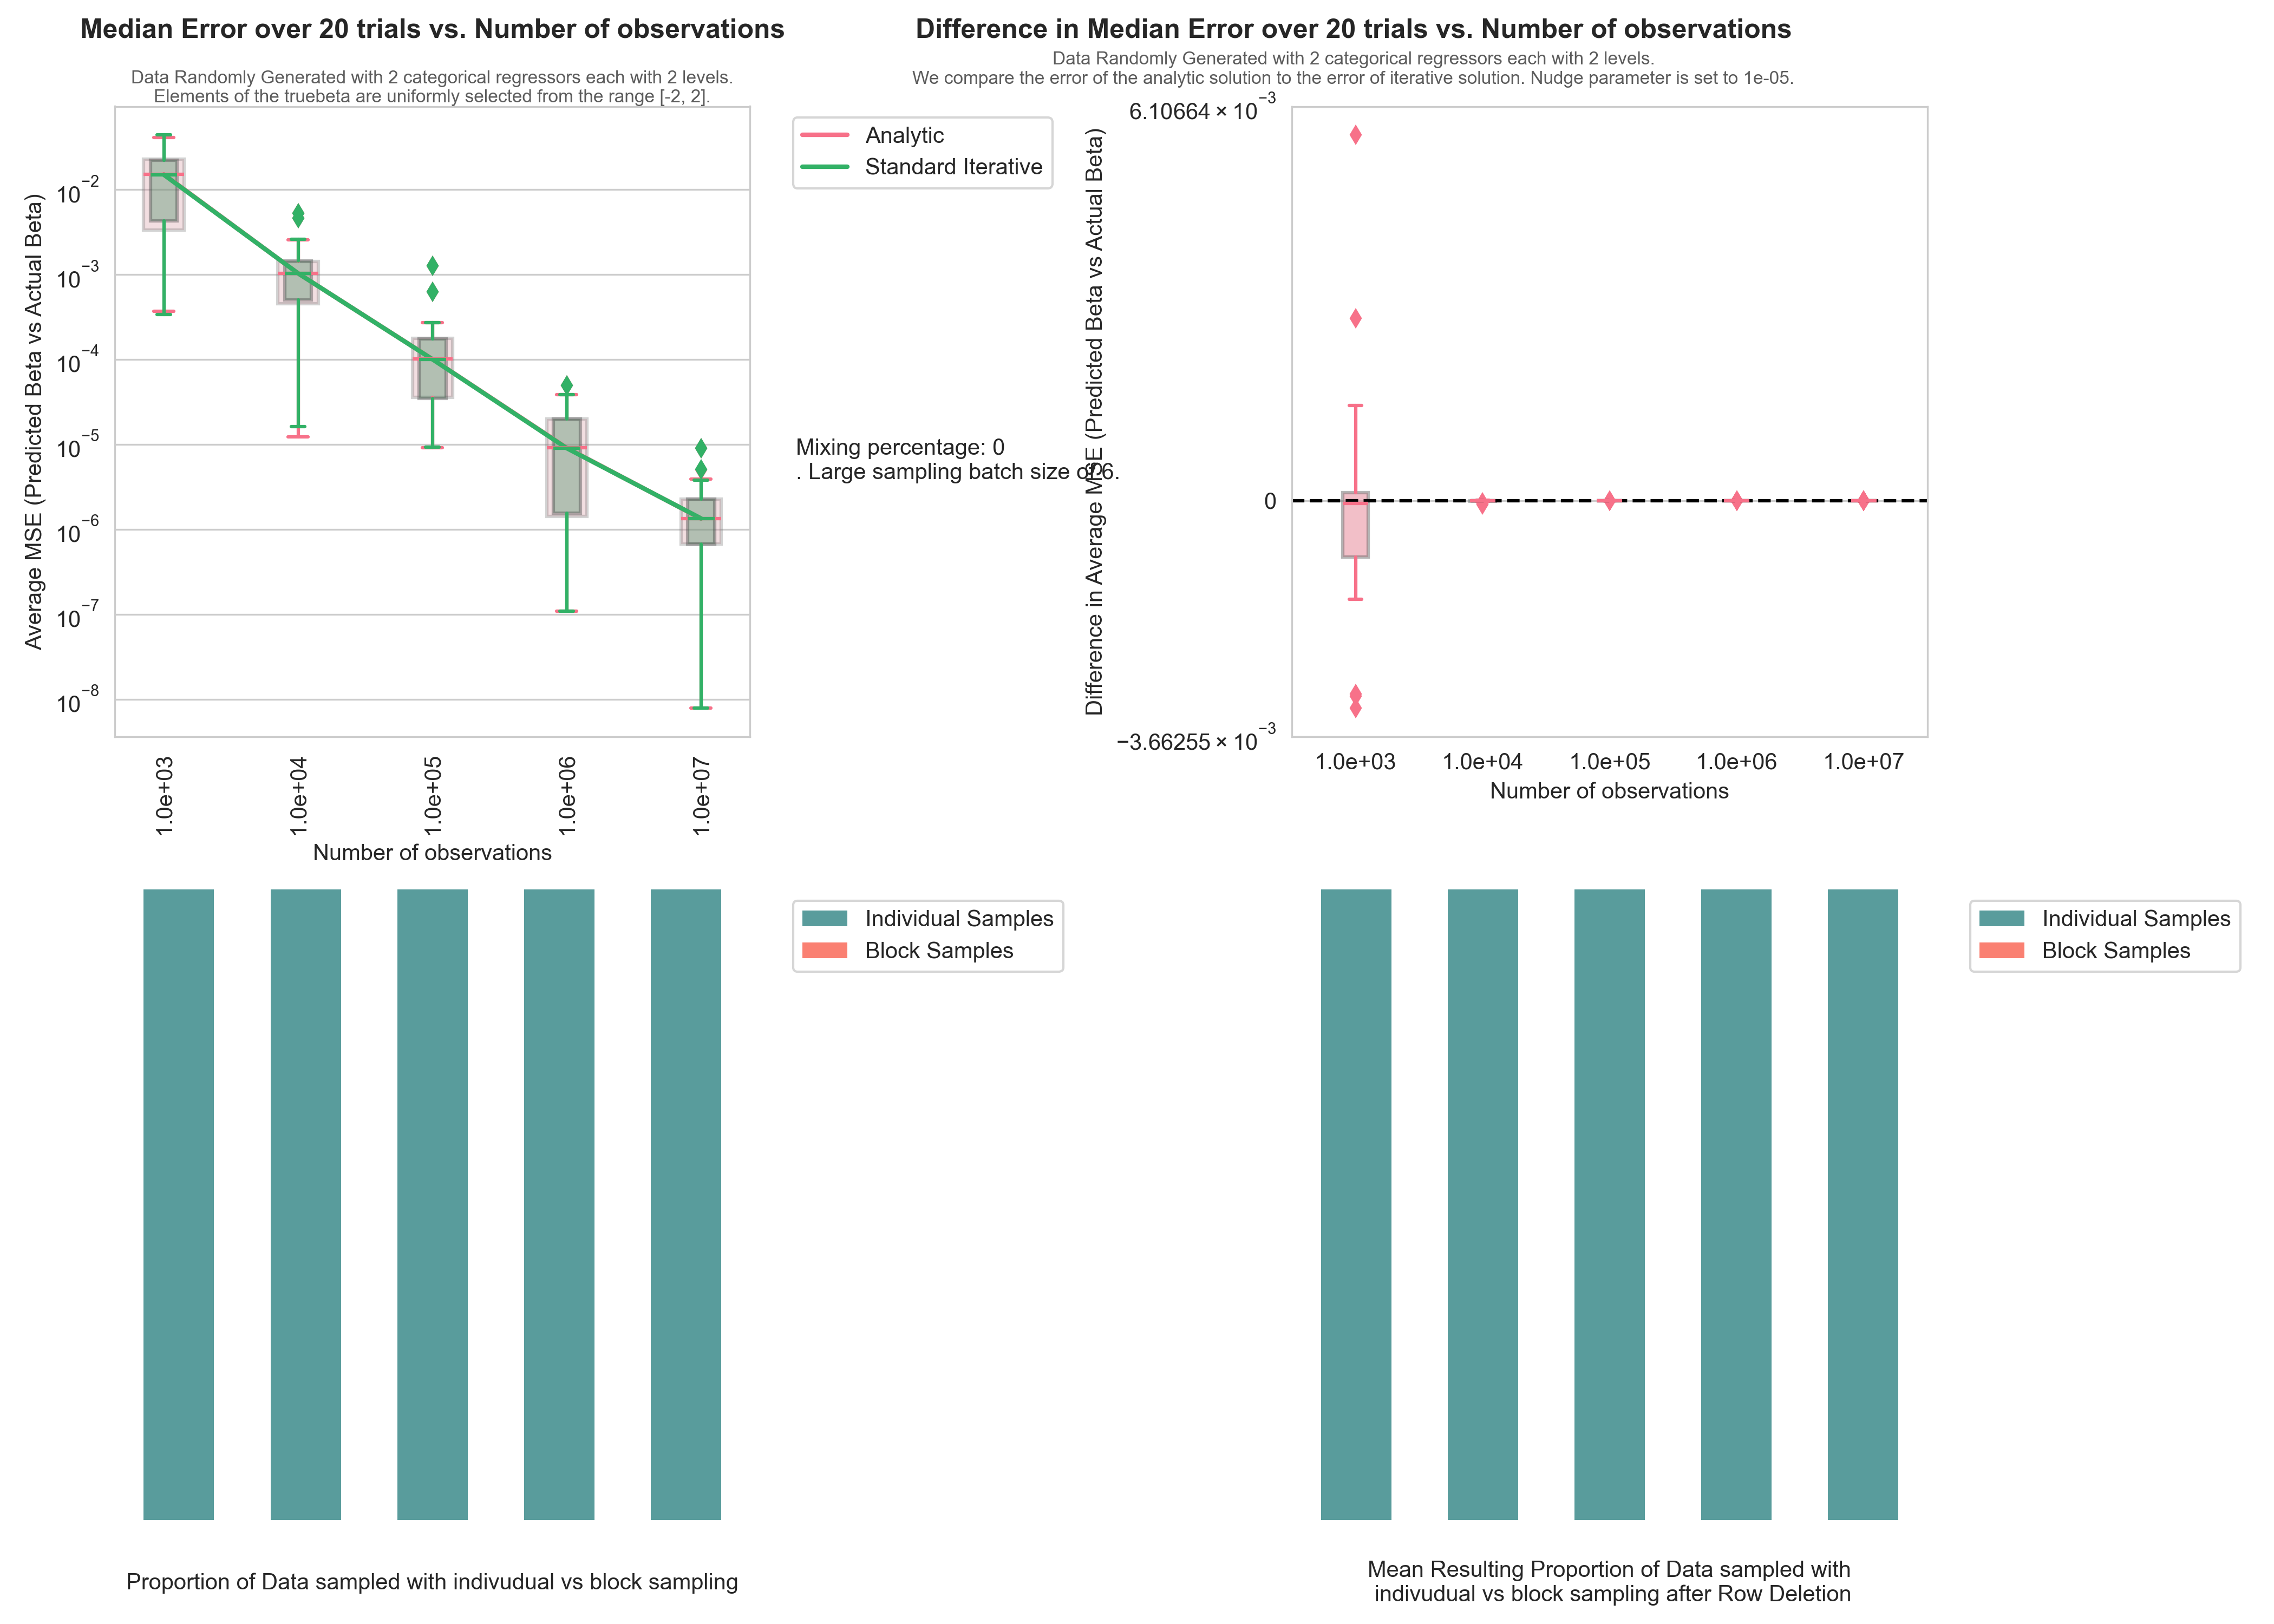 Median Error over 20 trials vs. Number of observations
Data Randomly Generated with 2 categorical regressors each with 2 levels.
Elements of the truebeta are uniformly selected from the range [-2, 2].
Average MSE (Predicted Beta vs Actual Beta)
10⁻²
10⁻³
10⁻⁴
10⁻⁵
10⁻⁶
10⁻⁷
10⁻⁸
1.0e+03
1.0e+04
1.0e+05
1.0e+06
1.0e+07
Number of observations
Analytic
Standard Iterative
Mixing percentage: 0
. Large sampling batch size of 6.
Difference in Median Error over 20 trials vs. Number of observations
Data Randomly Generated with 2 categorical regressors each with 2 levels.
We compare the error of the analytic solution to the error of iterative solution. Nudge parameter is set to 1e-05.
Difference in Average MSE (Predicted Beta vs Actual Beta)
6.10664 × 10⁻³
0
−3.66255 × 10⁻³
1.0e+03
1.0e+04
1.0e+05
1.0e+06
1.0e+07
Number of observations
Individual Samples
Block Samples
Proportion of Data sampled with indivudual vs block sampling
Individual Samples
Block Samples
Mean Resulting Proportion of Data sampled with
indivudual vs block sampling after Row Deletion